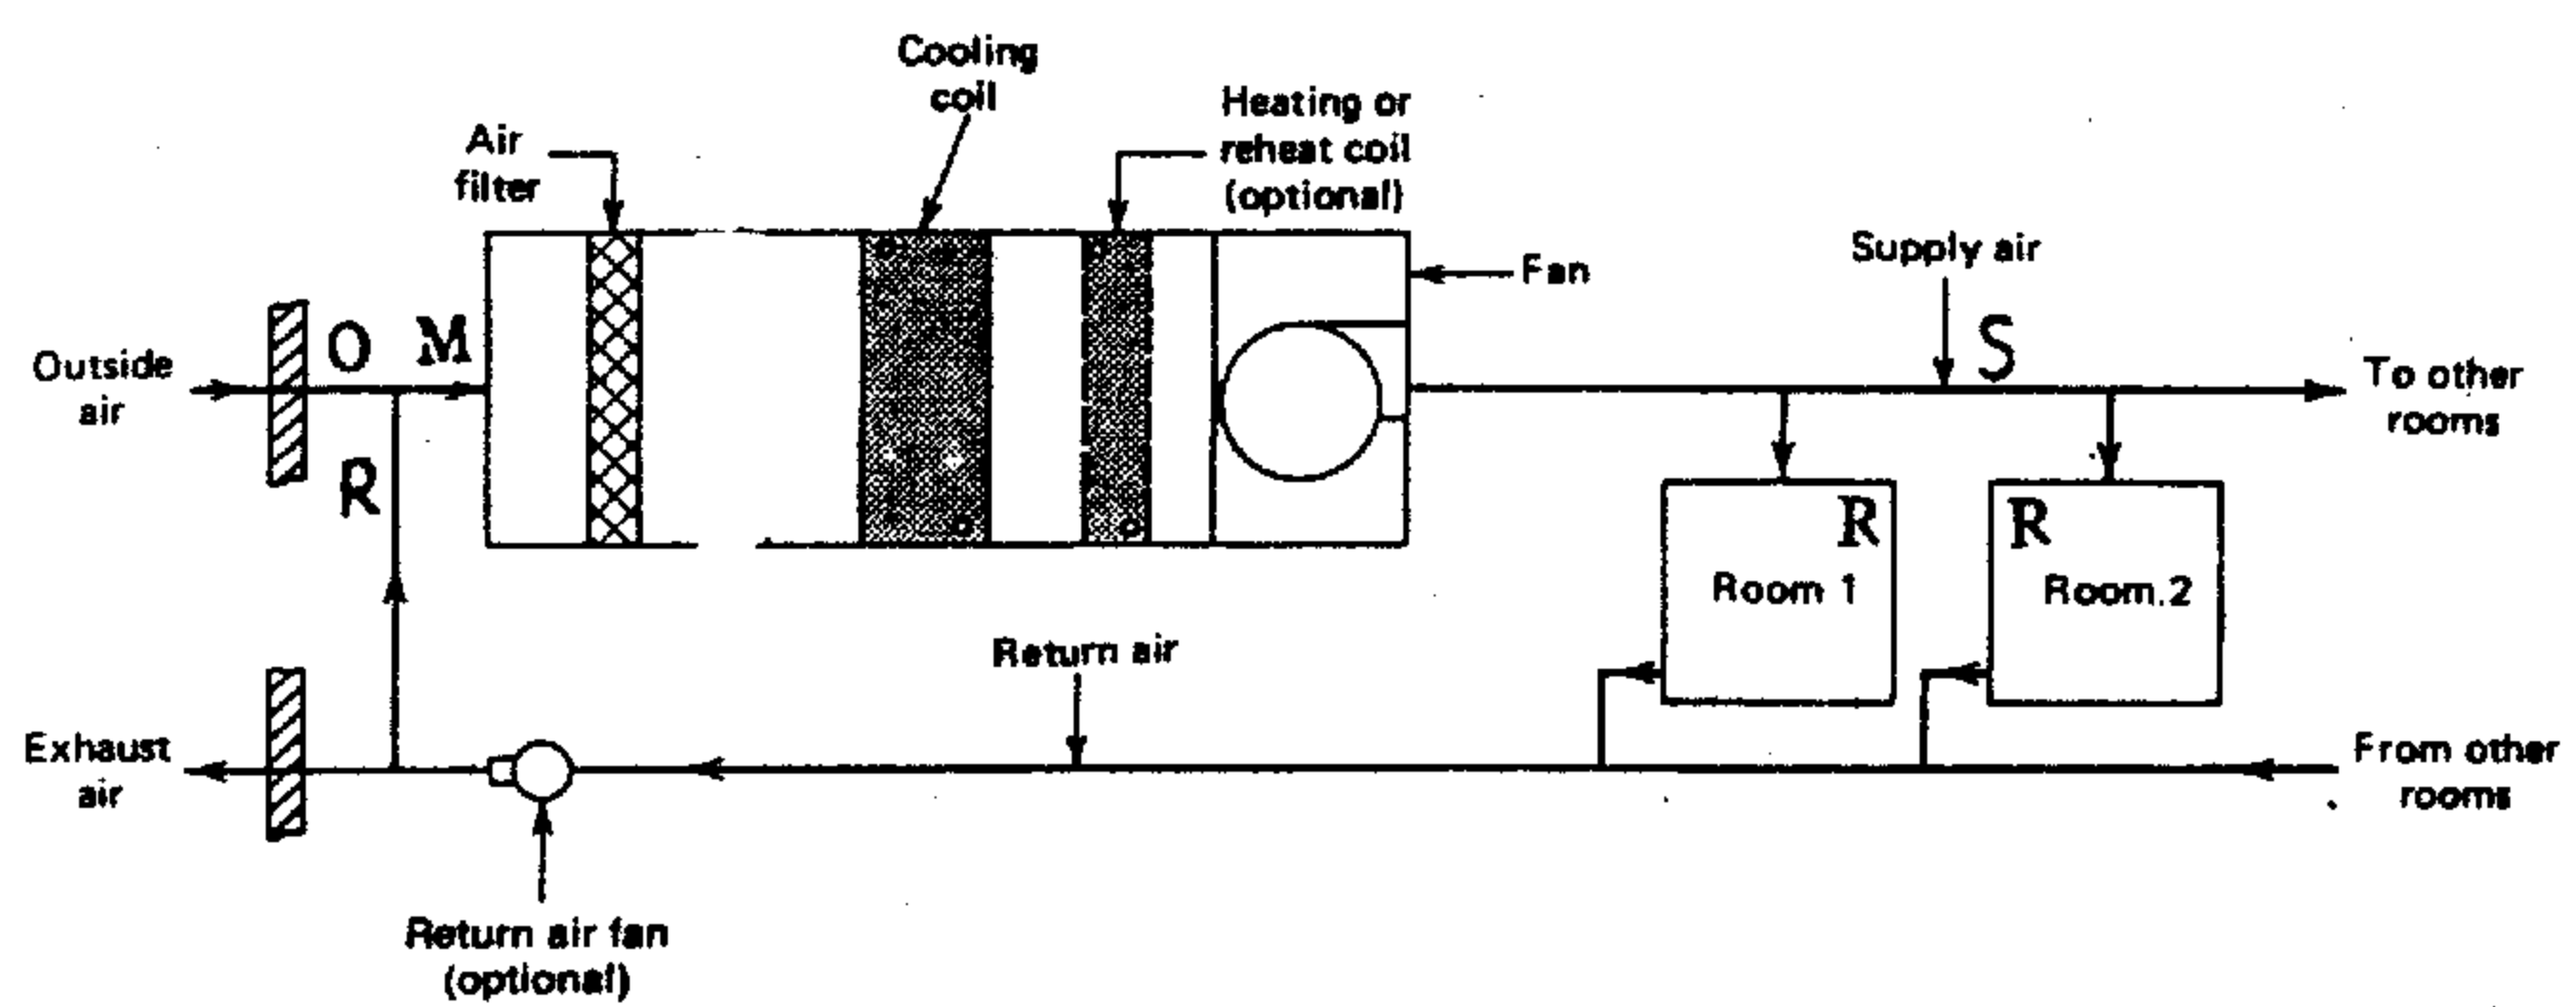 Cooling
coil
Heating or
reheat coil
(optional)
Air
filter
Fan
Supply air
O M
S
Outside
air
To other
rooms
R
R
R
Room 1
Room.2
Return air
Exhaust
air
From other
rooms
Return air fan
(optional)